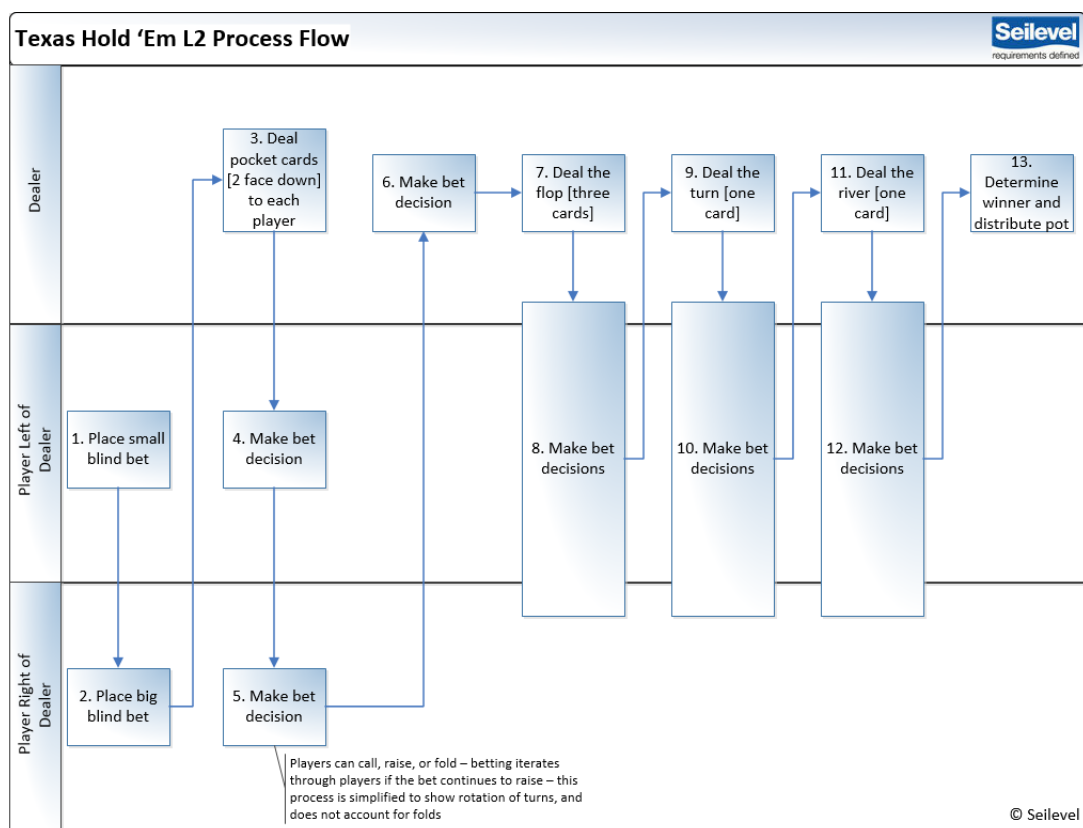 Texas Hold ‘Em L2 Process Flow
Seilevel
requirements defined
Dealer
3. Deal
pocket cards
[2 face down]
to each
player
6. Make bet
decision
7. Deal the
flop [three
cards]
9. Deal the
turn [one
card]
11. Deal the
river [one
card]
13.
Determine
winner and
distribute pot
Player Left of
Dealer
1. Place small
blind bet
4. Make bet
decision
8. Make bet
decisions
10. Make bet
decisions
12. Make bet
decisions
Player Right of
Dealer
2. Place big
blind bet
5. Make bet
decision
Players can call, raise, or fold – betting iterates
through players if the bet continues to raise – this
process is simplified to show rotation of turns, and
does not account for folds
© Seilevel